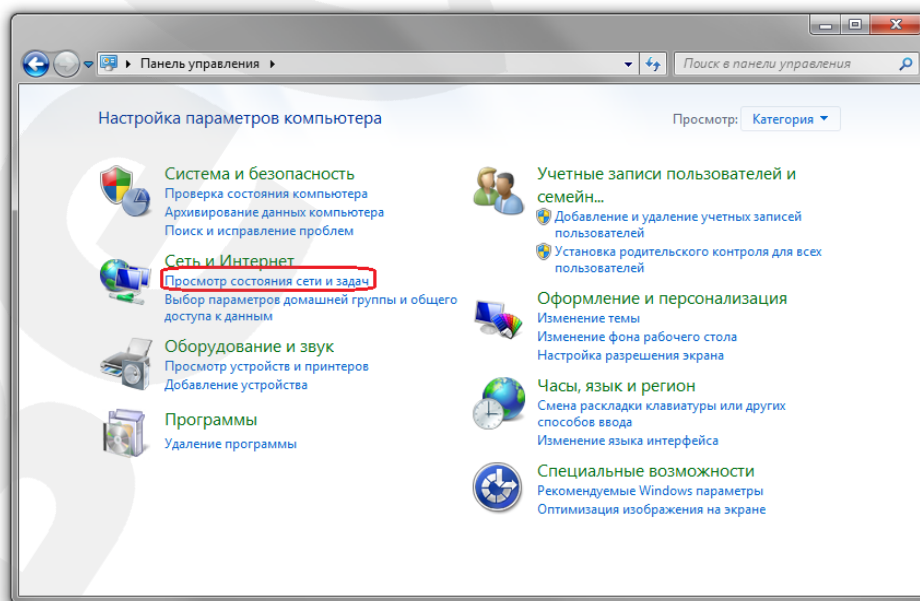 Панель управления
Поиск в панели управления
Настройка параметров компьютера
Просмотр: Категория
Система и безопасность
Проверка состояния компьютера
Архивирование данных компьютера
Поиск и исправление проблем
Сеть и Интернет
Просмотр состояния сети и задач
Выбор параметров домашней группы и общего
доступа к данным
Оборудование и звук
Просмотр устройств и принтеров
Добавление устройства
Программы
Удаление программы
Учетные записи пользователей и
семейн...
Добавление и удаление учетных записей
пользователей
Установка родительского контроля для всех
пользователей
Оформление и персонализация
Изменение темы
Изменение фона рабочего стола
Настройка разрешения экрана
Часы, язык и регион
Смена раскладки клавиатуры или других
способов ввода
Изменение языка интерфейса
Специальные возможности
Рекомендуемые Windows параметры
Оптимизация изображения на экране